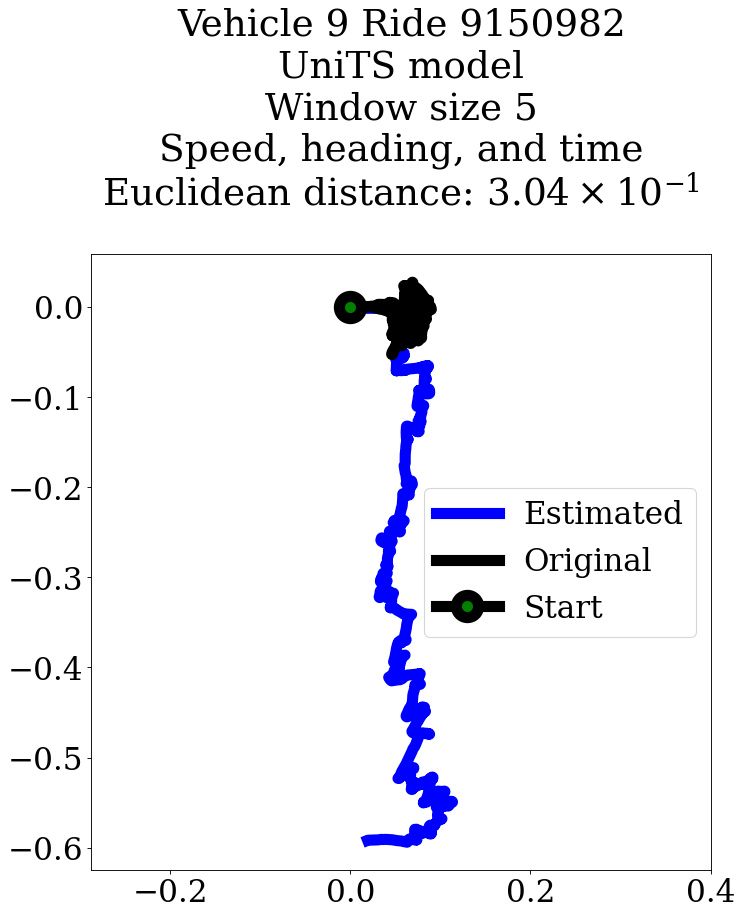 Vehicle 9 Ride 9150982
UniTS model
Window size 5
Speed, heading, and time
Euclidean distance: 3.04 × 10⁻¹
0.0
−0.1
−0.2
−0.3
−0.4
−0.5
−0.6
Estimated
Original
Start
−0.2 0.0 0.2 0.4